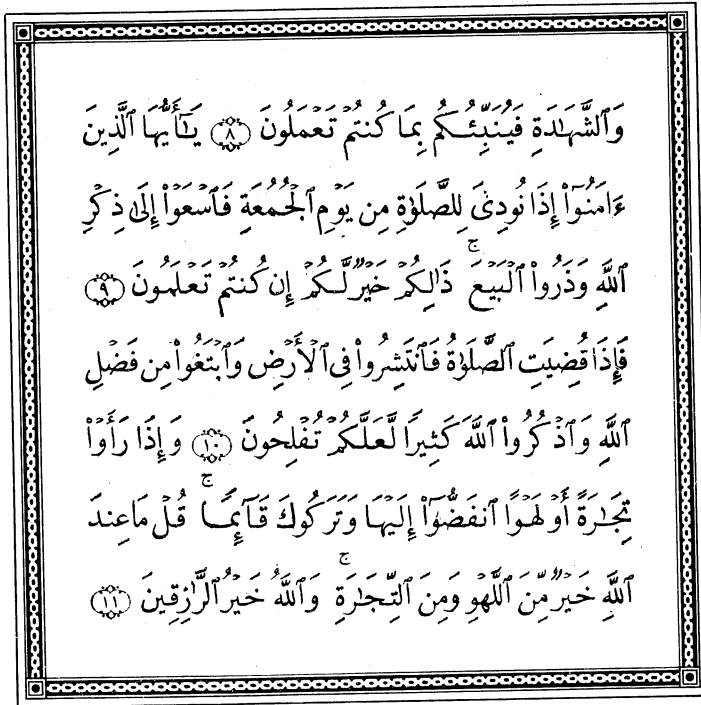 وَٱلشَّهَٰدَةِ فَيُنَبِّئُكُم بِمَا كُنتُمْ تَعْمَلُونَ ٨ يَٰٓأَيُّهَا ٱلَّذِينَ
ءَامَنُوٓا۟ إِذَا نُودِىَ لِلصَّلَوٰةِ مِن يَوْمِ ٱلْجُمُعَةِ فَٱسْعَوْا۟ إِلَىٰ ذِكْرِ
ٱللَّهِ وَذَرُوا۟ ٱلْبَيْعَ ۚ ذَٰلِكُمْ خَيْرٌ لَّكُمْ إِن كُنتُمْ تَعْلَمُونَ ٩
فَإِذَا قُضِيَتِ ٱلصَّلَوٰةُ فَٱنتَشِرُوا۟ فِى ٱلْأَرْضِ وَٱبْتَغُوا۟ مِن فَضْلِ
ٱللَّهِ وَٱذْكُرُوا۟ ٱللَّهَ كَثِيرًا لَّعَلَّكُمْ تُفْلِحُونَ ١٠ وَإِذَا رَأَوْا۟
تِجَٰرَةً أَوْ لَهْوًا ٱنفَضُّوٓا۟ إِلَيْهَا وَتَرَكُوكَ قَآئِمًا ۚ قُلْ مَا عِندَ
ٱللَّهِ خَيْرٌ مِّنَ ٱللَّهْوِ وَمِنَ ٱلتِّجَٰرَةِ ۚ وَٱللَّهُ خَيْرُ ٱلرَّٰزِقِينَ ١١